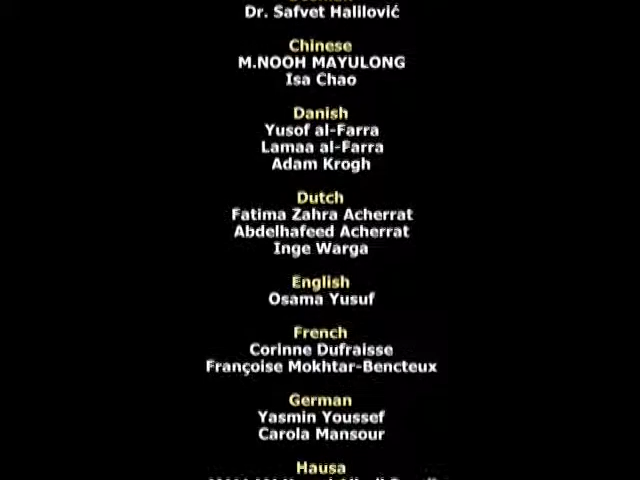 Dr. Safvet Halilović
Chinese
M.NOOH MAYULONG
Isa Chao
Danish
Yusof al-Farra
Lamaa al-Farra
Adam Krogh
Dutch
Fatima Zahra Acherrat
Abdelhafeed Acherrat
Inge Warga
English
Osama Yusuf
French
Corinne Dufraisse
Françoise Mokhtar-Bencteux
German
Yasmin Youssef
Carola Mansour
Hausa